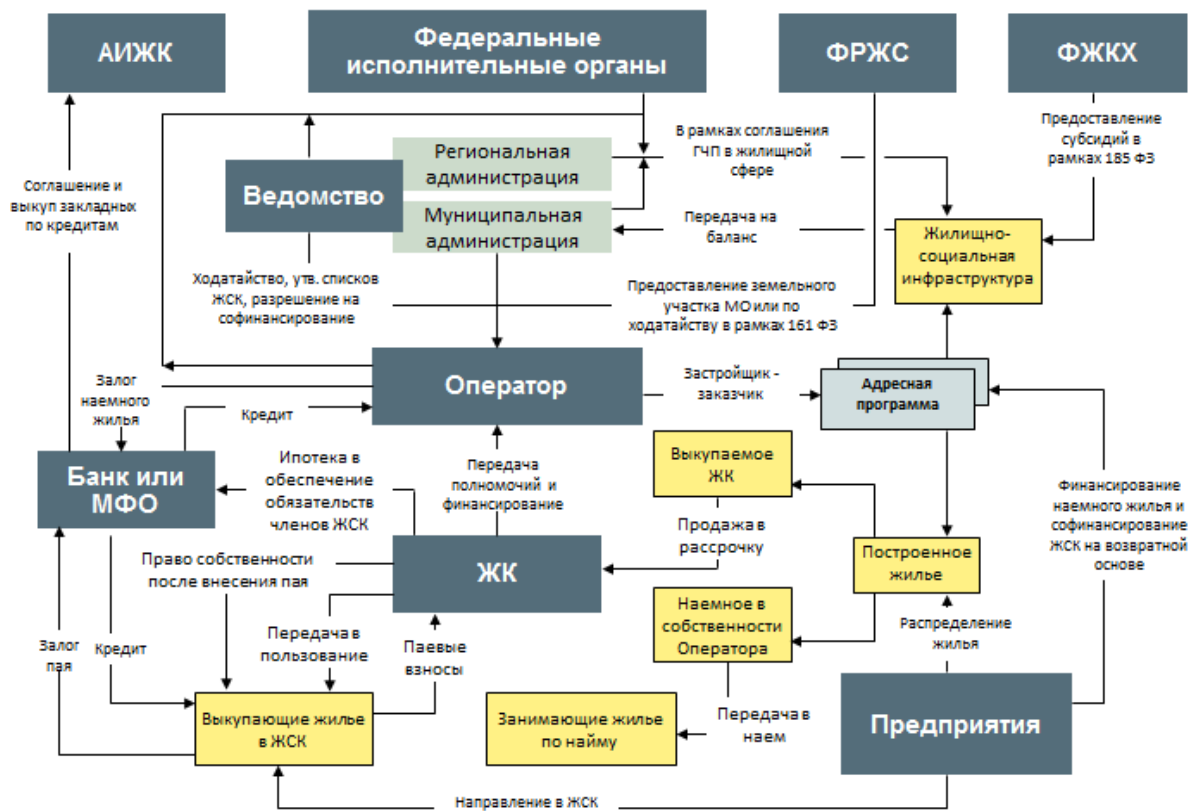 АИЖК
Федеральные
исполнительные органы
ФРЖС
ФЖКХ
Соглашение и
выкуп закладных
по кредитам
Ведомство
Региональная
администрация
Муниципальная
администрация
В рамках соглашения
ГЧП в жилищной
сфере
Передача на
баланс
Предоставление
субсидий в
рамках 185 ФЗ
Жилищно-
социальная
инфраструктура
Ходатайство, утв. списков
ЖСК, разрешение на
софинансирование
Предоставление земельного
участка МО или по
ходатайству в рамках 161 ФЗ
Залог
наемного
жилья
Кредит
Оператор
Застройщик -
заказчик
Адресная
программа
Банк или
МФО
Ипотека в
обеспечение
обязательств
членов ЖСК
Передача
полномочий и
финансирование
Выкупаемое
ЖК
Продажа в
рассрочку
Финансирование
наемного жилья и
софинансирование
ЖСК на возвратной
основе
Право собственности
после внесения пая
ЖК
Построенное
жилье
Наемное в
собственности
Оператора
Распределение
жилья
Залог
пая
Кредит
Передача в
пользование
Паевые
взносы
Выкупающие жилье
в ЖСК
Занимающие жилье
по найму
Передача в
наем
Предприятия
Направление в ЖСК